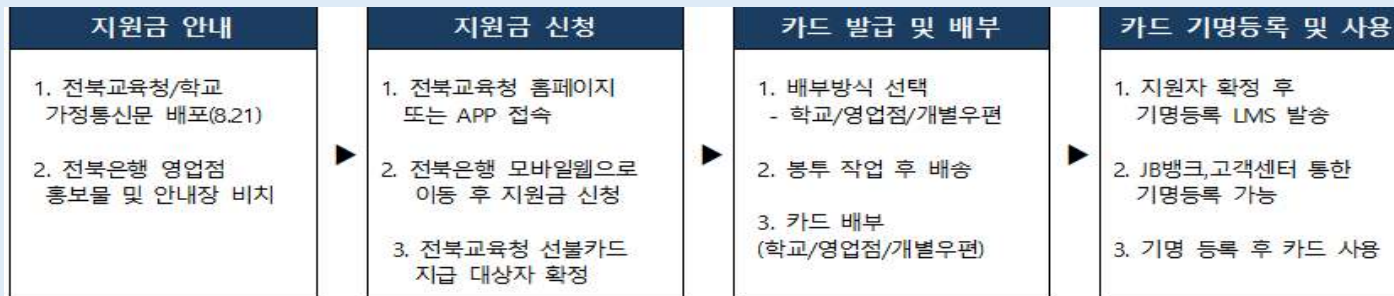 지원금 안내
1. 전북교육청/학교
가정통신문 배포(8.21)
2. 전북은행 영업점
홍보물 및 안내장 비치
▶
지원금 신청
1. 전북교육청 홈페이지
또는 APP 접속
2. 전북은행 모바일웹으로
이동 후 지원금 신청
3. 전북교육청 선불카드
지급 대상자 확정
▶
카드 발급 및 배부
1. 배부방식 선택
- 학교/영업점/개별우편
2. 봉투 작업 후 배송
3. 카드 배부
(학교/영업점/개별우편)
▶
카드 기명등록 및 사용
1. 지원자 확정 후
기명등록 LMS 발송
2. JB뱅크,고객센터 통한
기명등록 가능
3. 기명 등록 후 카드 사용